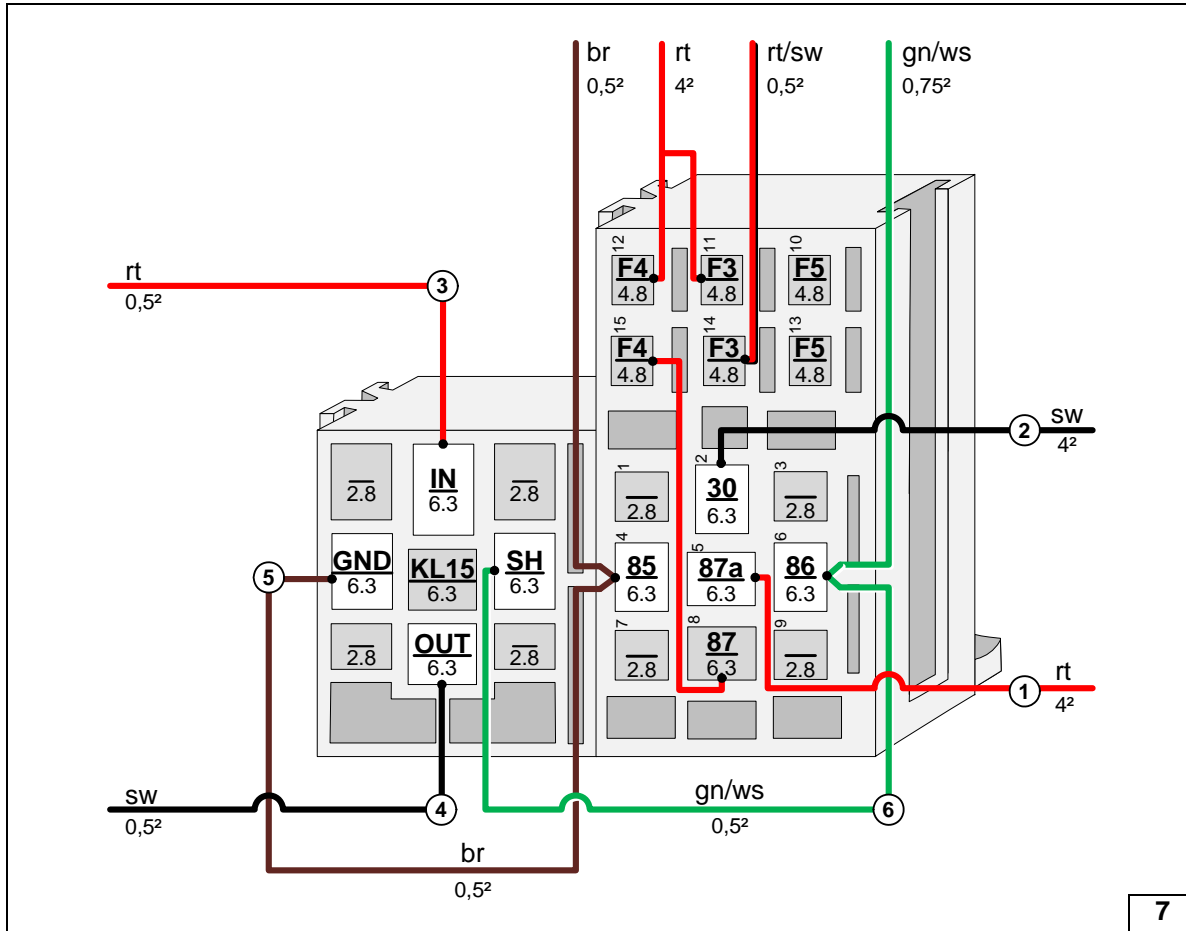 br rt rt/sw gn/ws
0,5² 4² 0,5² 0,75²
12 11 10
F4 F3 F5
4.8 4.8 4.8
rt 3
0,5²
15 14 13
F4 F3 F5
4.8 4.8 4.8
2 sw
4²
1 2 3
2.8 IN 2.8 2.8 30 2.8
6.3 6.3
4 5 6
5 GND KL15 SH 85 87a 86
6.3 6.3 6.3 6.3 6.3 6.3
7 8 9
2.8 OUT 2.8 2.8 87 2.8
6.3 6.3
1 rt
4²
sw 4 gn/ws 6
0,5² 0,5²
br
0,5²
7